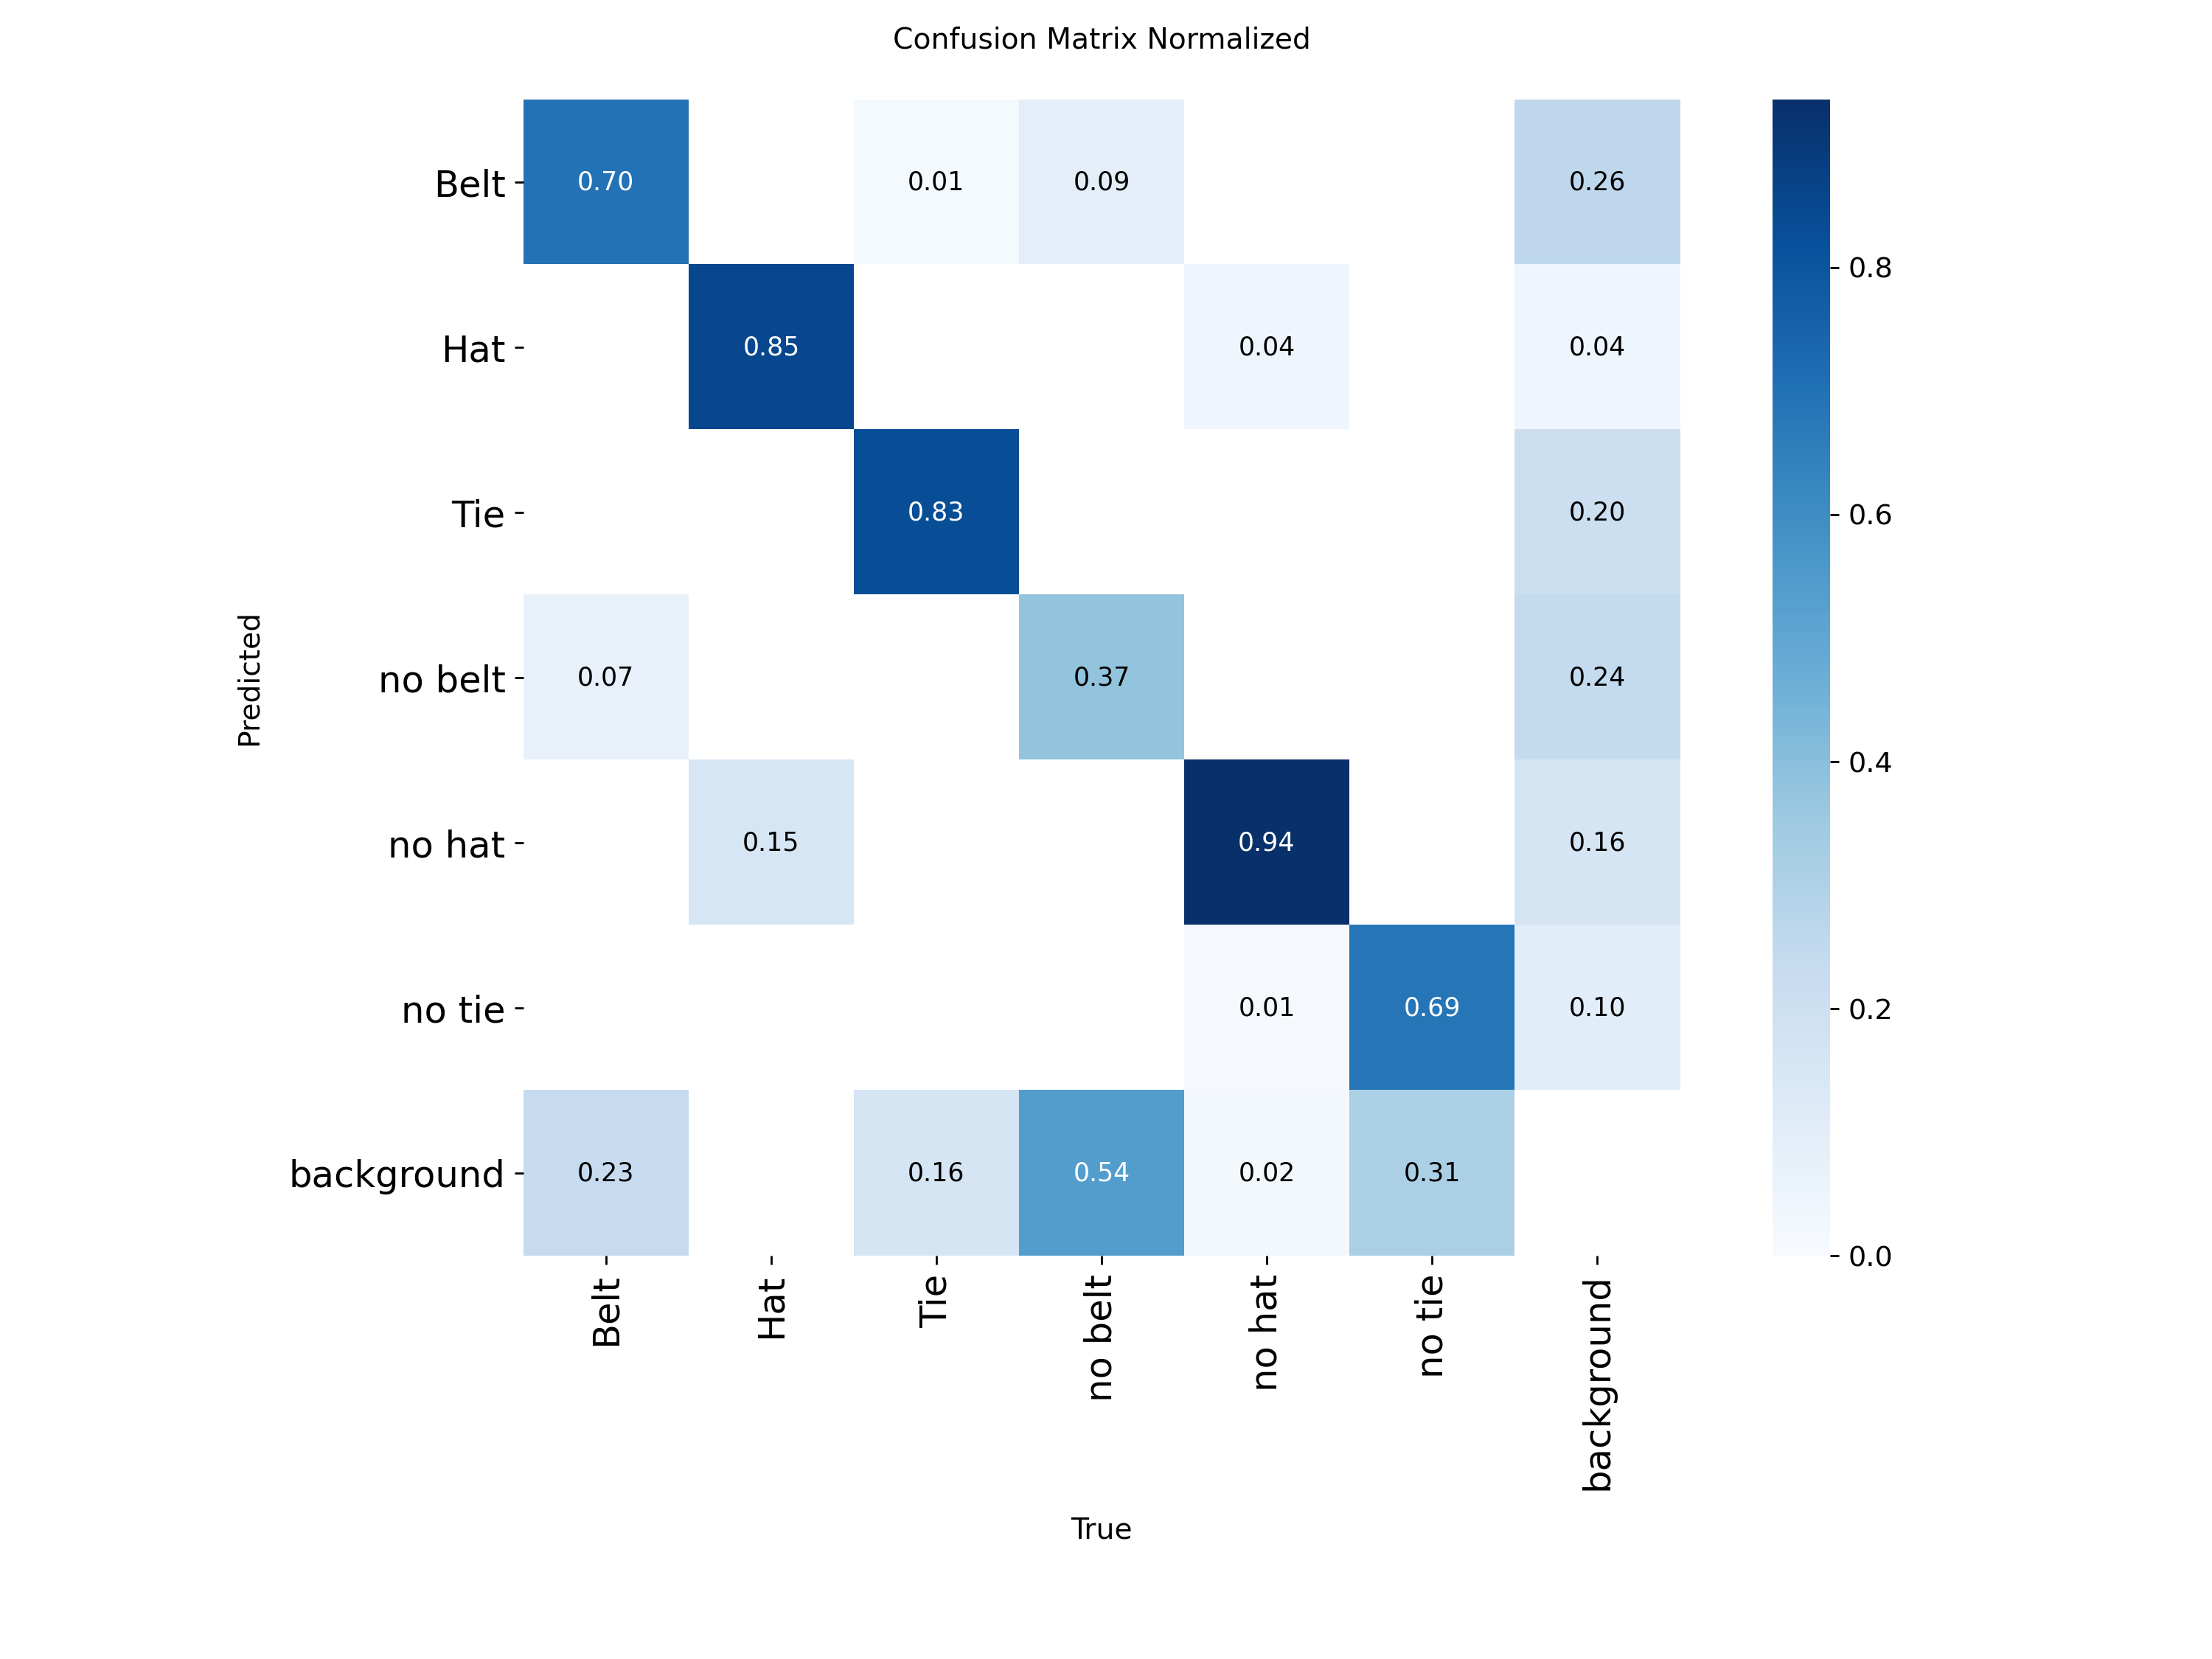 Confusion Matrix Normalized
Belt 0.70 0.01 0.09 0.26
0.8
Hat 0.85 0.04 0.04
Tie 0.83 0.20
0.6
Predicted
no belt 0.07 0.37 0.24
0.4
no hat 0.15 0.94 0.16
no tie 0.01 0.69 0.10
0.2
background 0.23 0.16 0.54 0.02 0.31
0.0
Belt Hat Tie no belt no hat no tie background
True